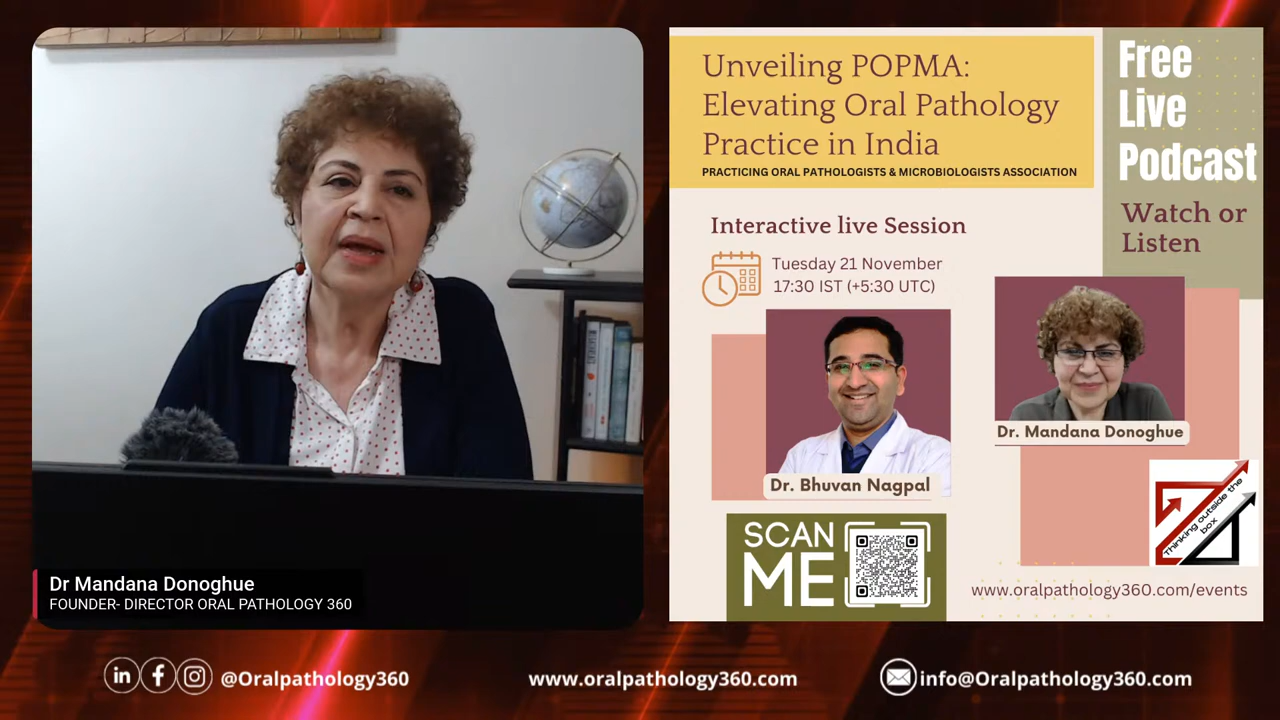 Dr Mandana Donoghue
FOUNDER- DIRECTOR ORAL PATHOLOGY 360
Unveiling POPMA:
Elevating Oral Pathology
Practice in India
PRACTICING ORAL PATHOLOGISTS & MICROBIOLOGISTS ASSOCIATION
Free
Live
Podcast
Watch or
Listen
Interactive live Session
Tuesday 21 November
17:30 IST (+5:30 UTC)
Dr. Bhuvan Nagpal
Dr. Mandana Donoghue
Thinking outside the
box
SCAN
ME
www.oralpathology360.com/events
in f @Oralpathology360
www.oralpathology360.com
info@Oralpathology360.com